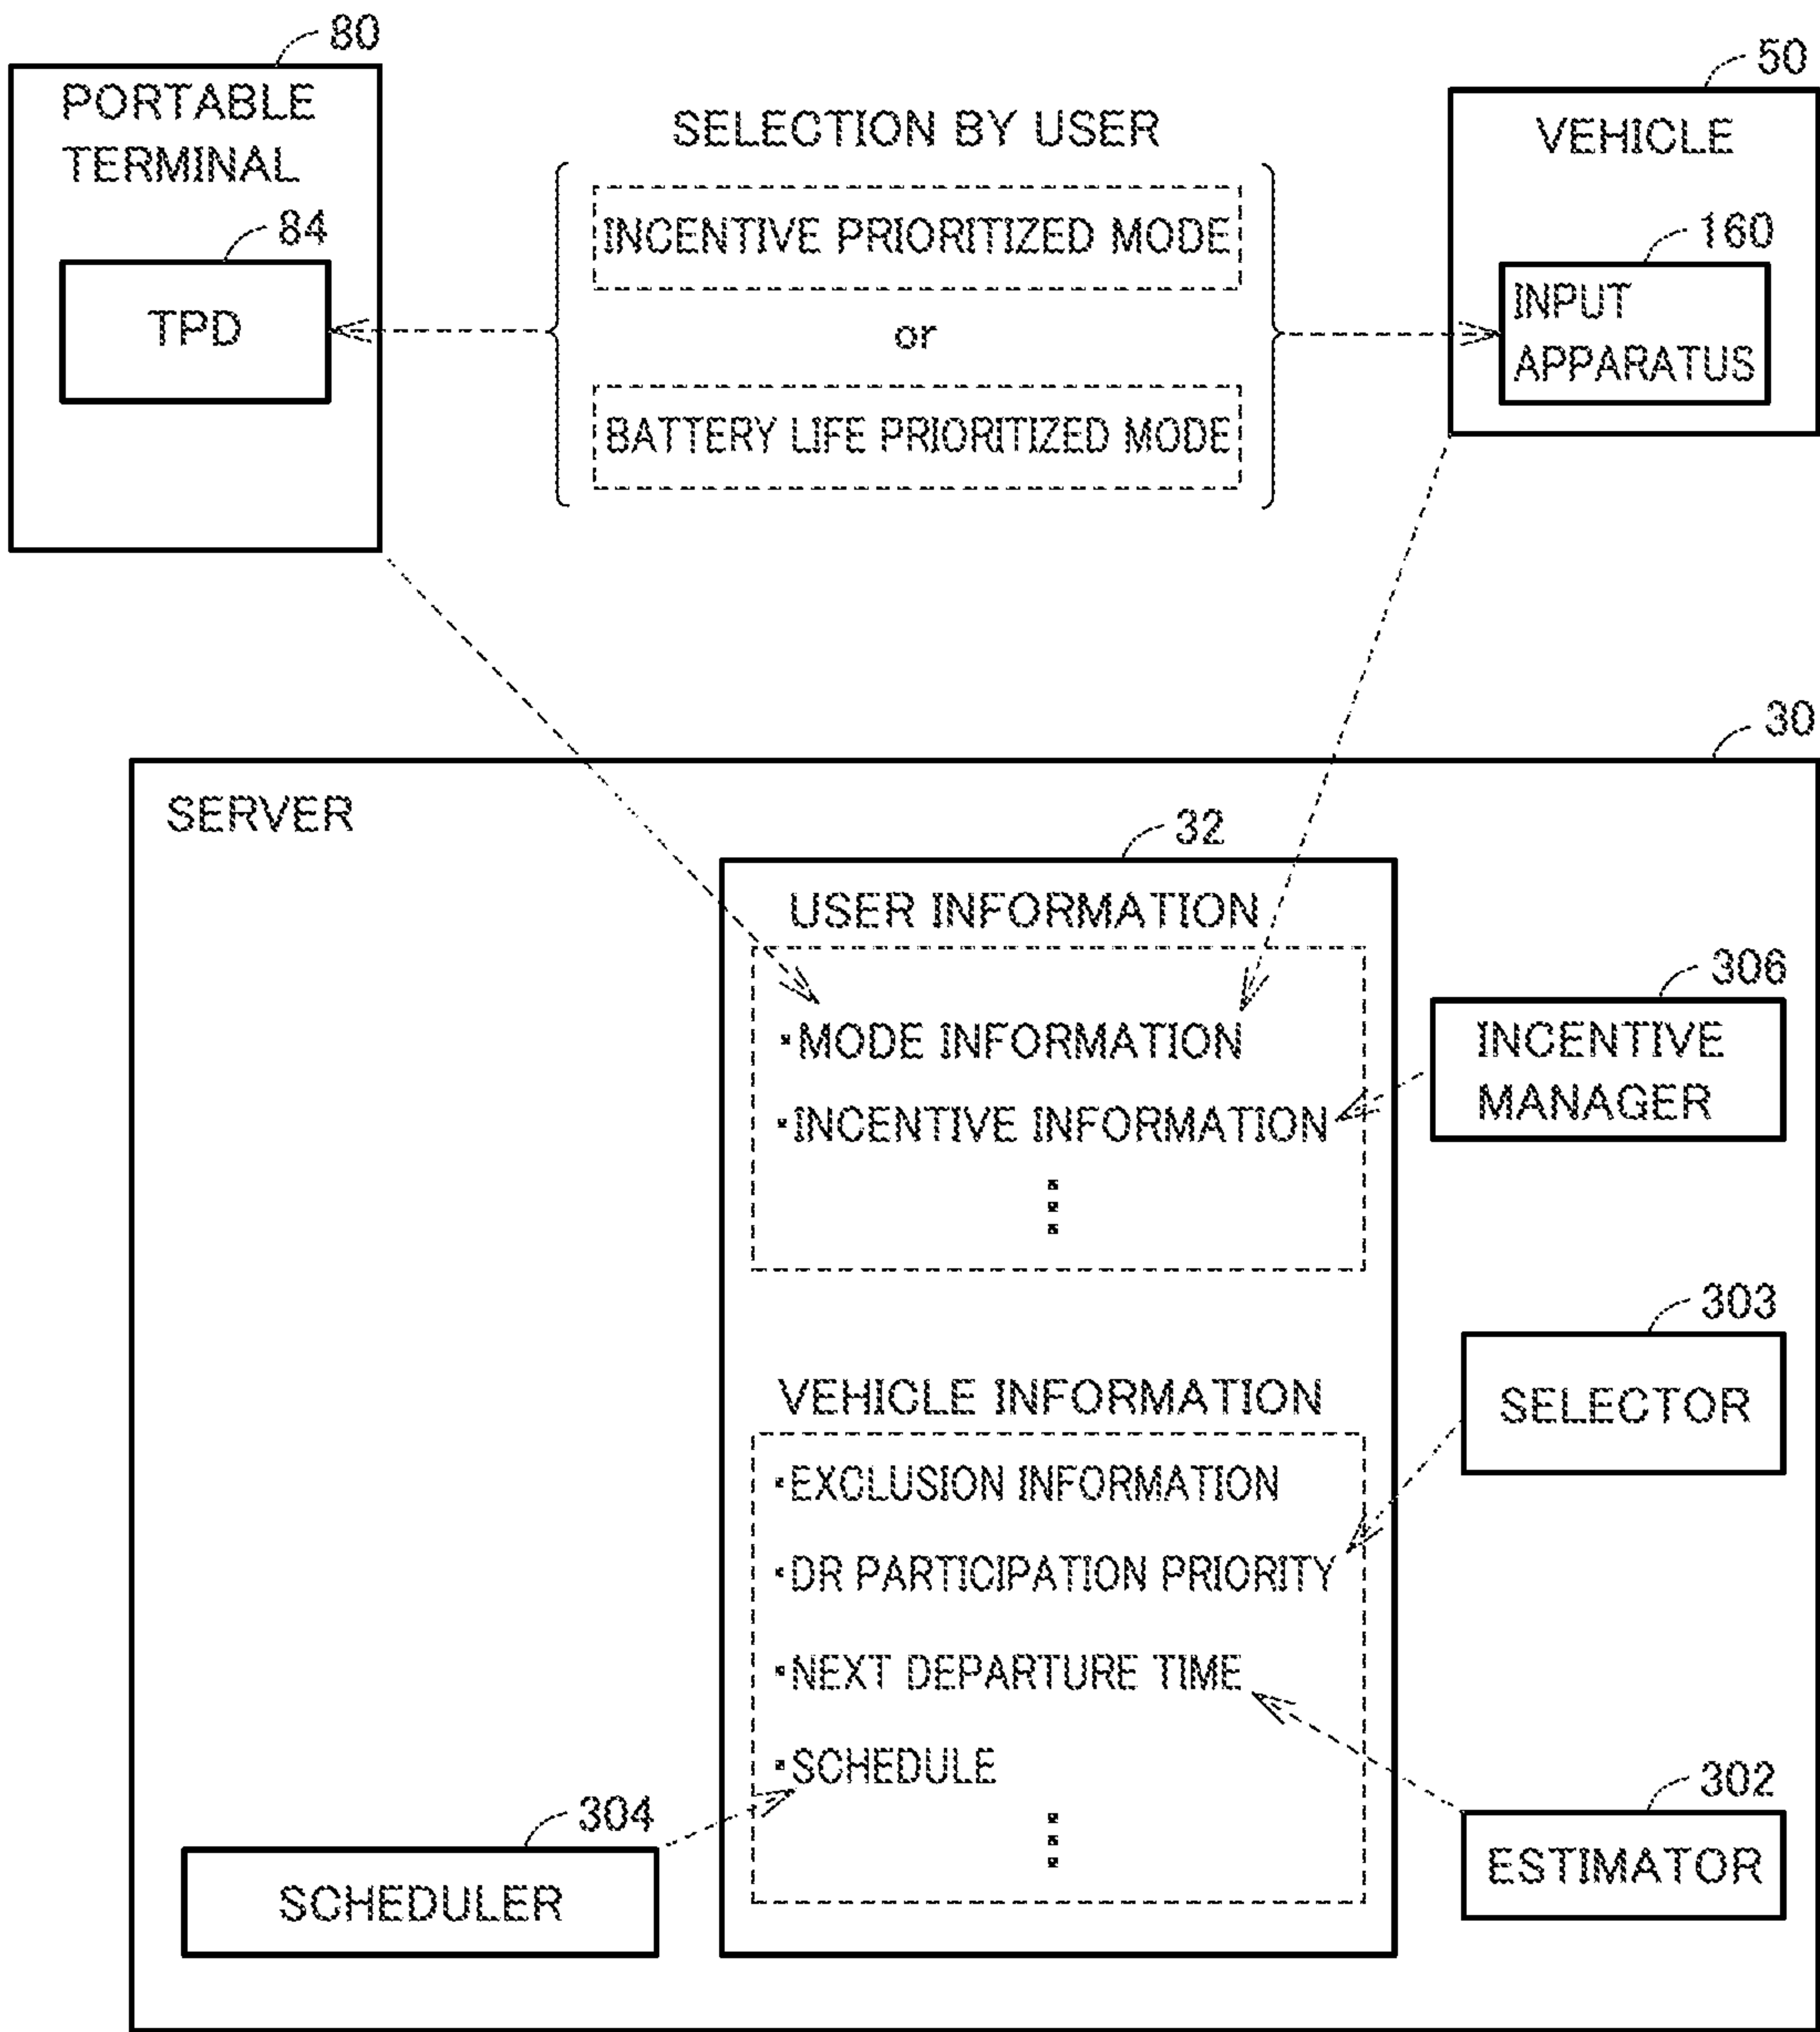 80
PORTABLE
TERMINAL
84
TPD
SELECTION BY USER
INCENTIVE PRIORITIZED MODE
or
BATTERY LIFE PRIORITIZED MODE
50
VEHICLE
160
INPUT
APPARATUS
30
SERVER
32
USER INFORMATION
・MODE INFORMATION
・INCENTIVE INFORMATION
306
INCENTIVE
MANAGER
303
SELECTOR
VEHICLE INFORMATION
・EXCLUSION INFORMATION
・DR PARTICIPATION PRIORITY
・NEXT DEPARTURE TIME
・SCHEDULE
304
SCHEDULER
302
ESTIMATOR